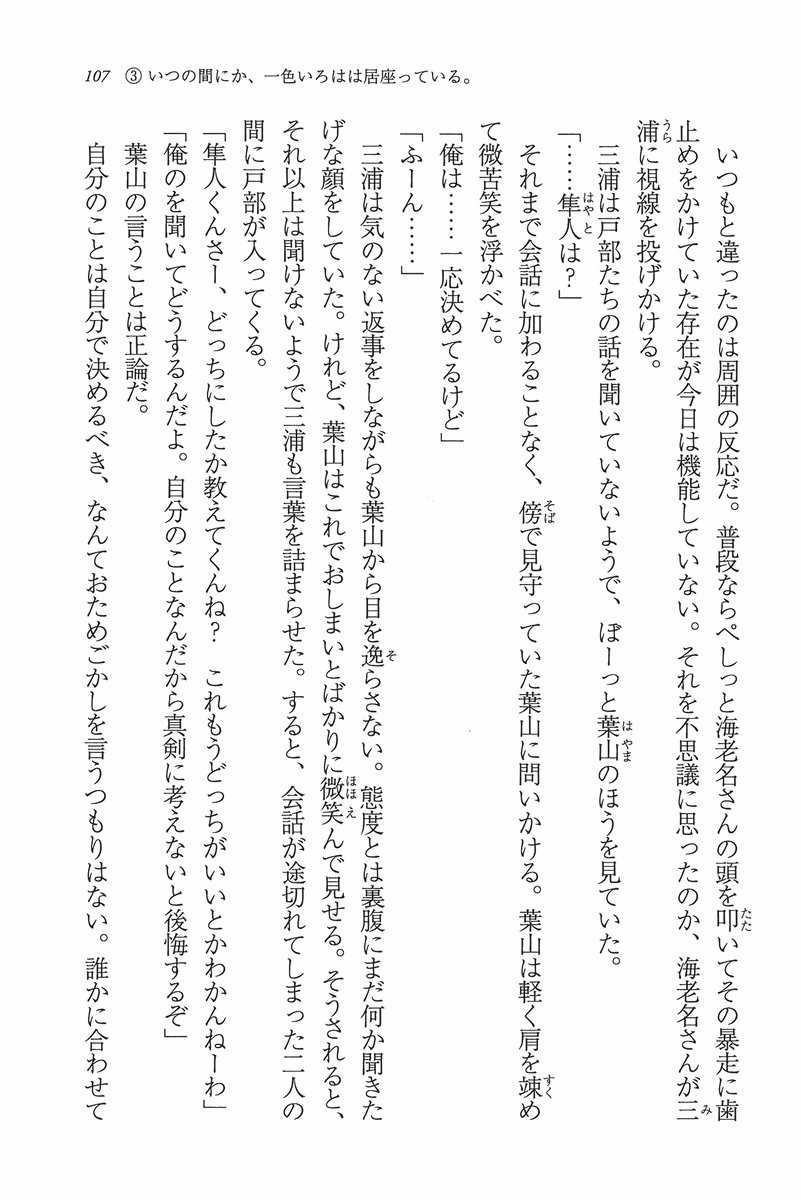 107 ③ いつの間にか、一色いろはは居座っている。
いつもと違ったのは周囲の反応だ。普段ならぺしっと海老名さんの頭を叩いてその暴走に歯
止めをかけていた存在が今日は機能していない。それを不思議に思ったのか、海老名さんが三
浦に視線を投げかける。
三浦は戸部たちの話を聞いていないようで、ぼーっと葉山のほうを見ていた。
「……隼人は？」
それまで会話に加わることなく、傍で見守っていた葉山に問いかける。葉山は軽く肩を竦め
て微苦笑を浮かべた。
「俺は……一応決めてるけど」
「ふーん……」
三浦は気のない返事をしながらも葉山から目を逸らさない。態度とは裏腹にまだ何か聞きた
げな顔をしていた。けれど、葉山はこれでおしまいとばかりに微笑んで見せる。そうされると、
それ以上は聞けないようで三浦も言葉を詰まらせた。すると、会話が途切れてしまった二人の
間に戸部が入ってくる。
「隼人くんさー、どっちにしたか教えてくんね？　これもうどっちがいいとかわかんねーわ」
「俺のを聞いてどうするんだよ。自分のことなんだから真剣に考えないと後悔するぞ」
葉山の言うことは正論だ。
自分のことは自分で決めるべき、なんておためごかしを言うつもりはない。誰かに合わせて